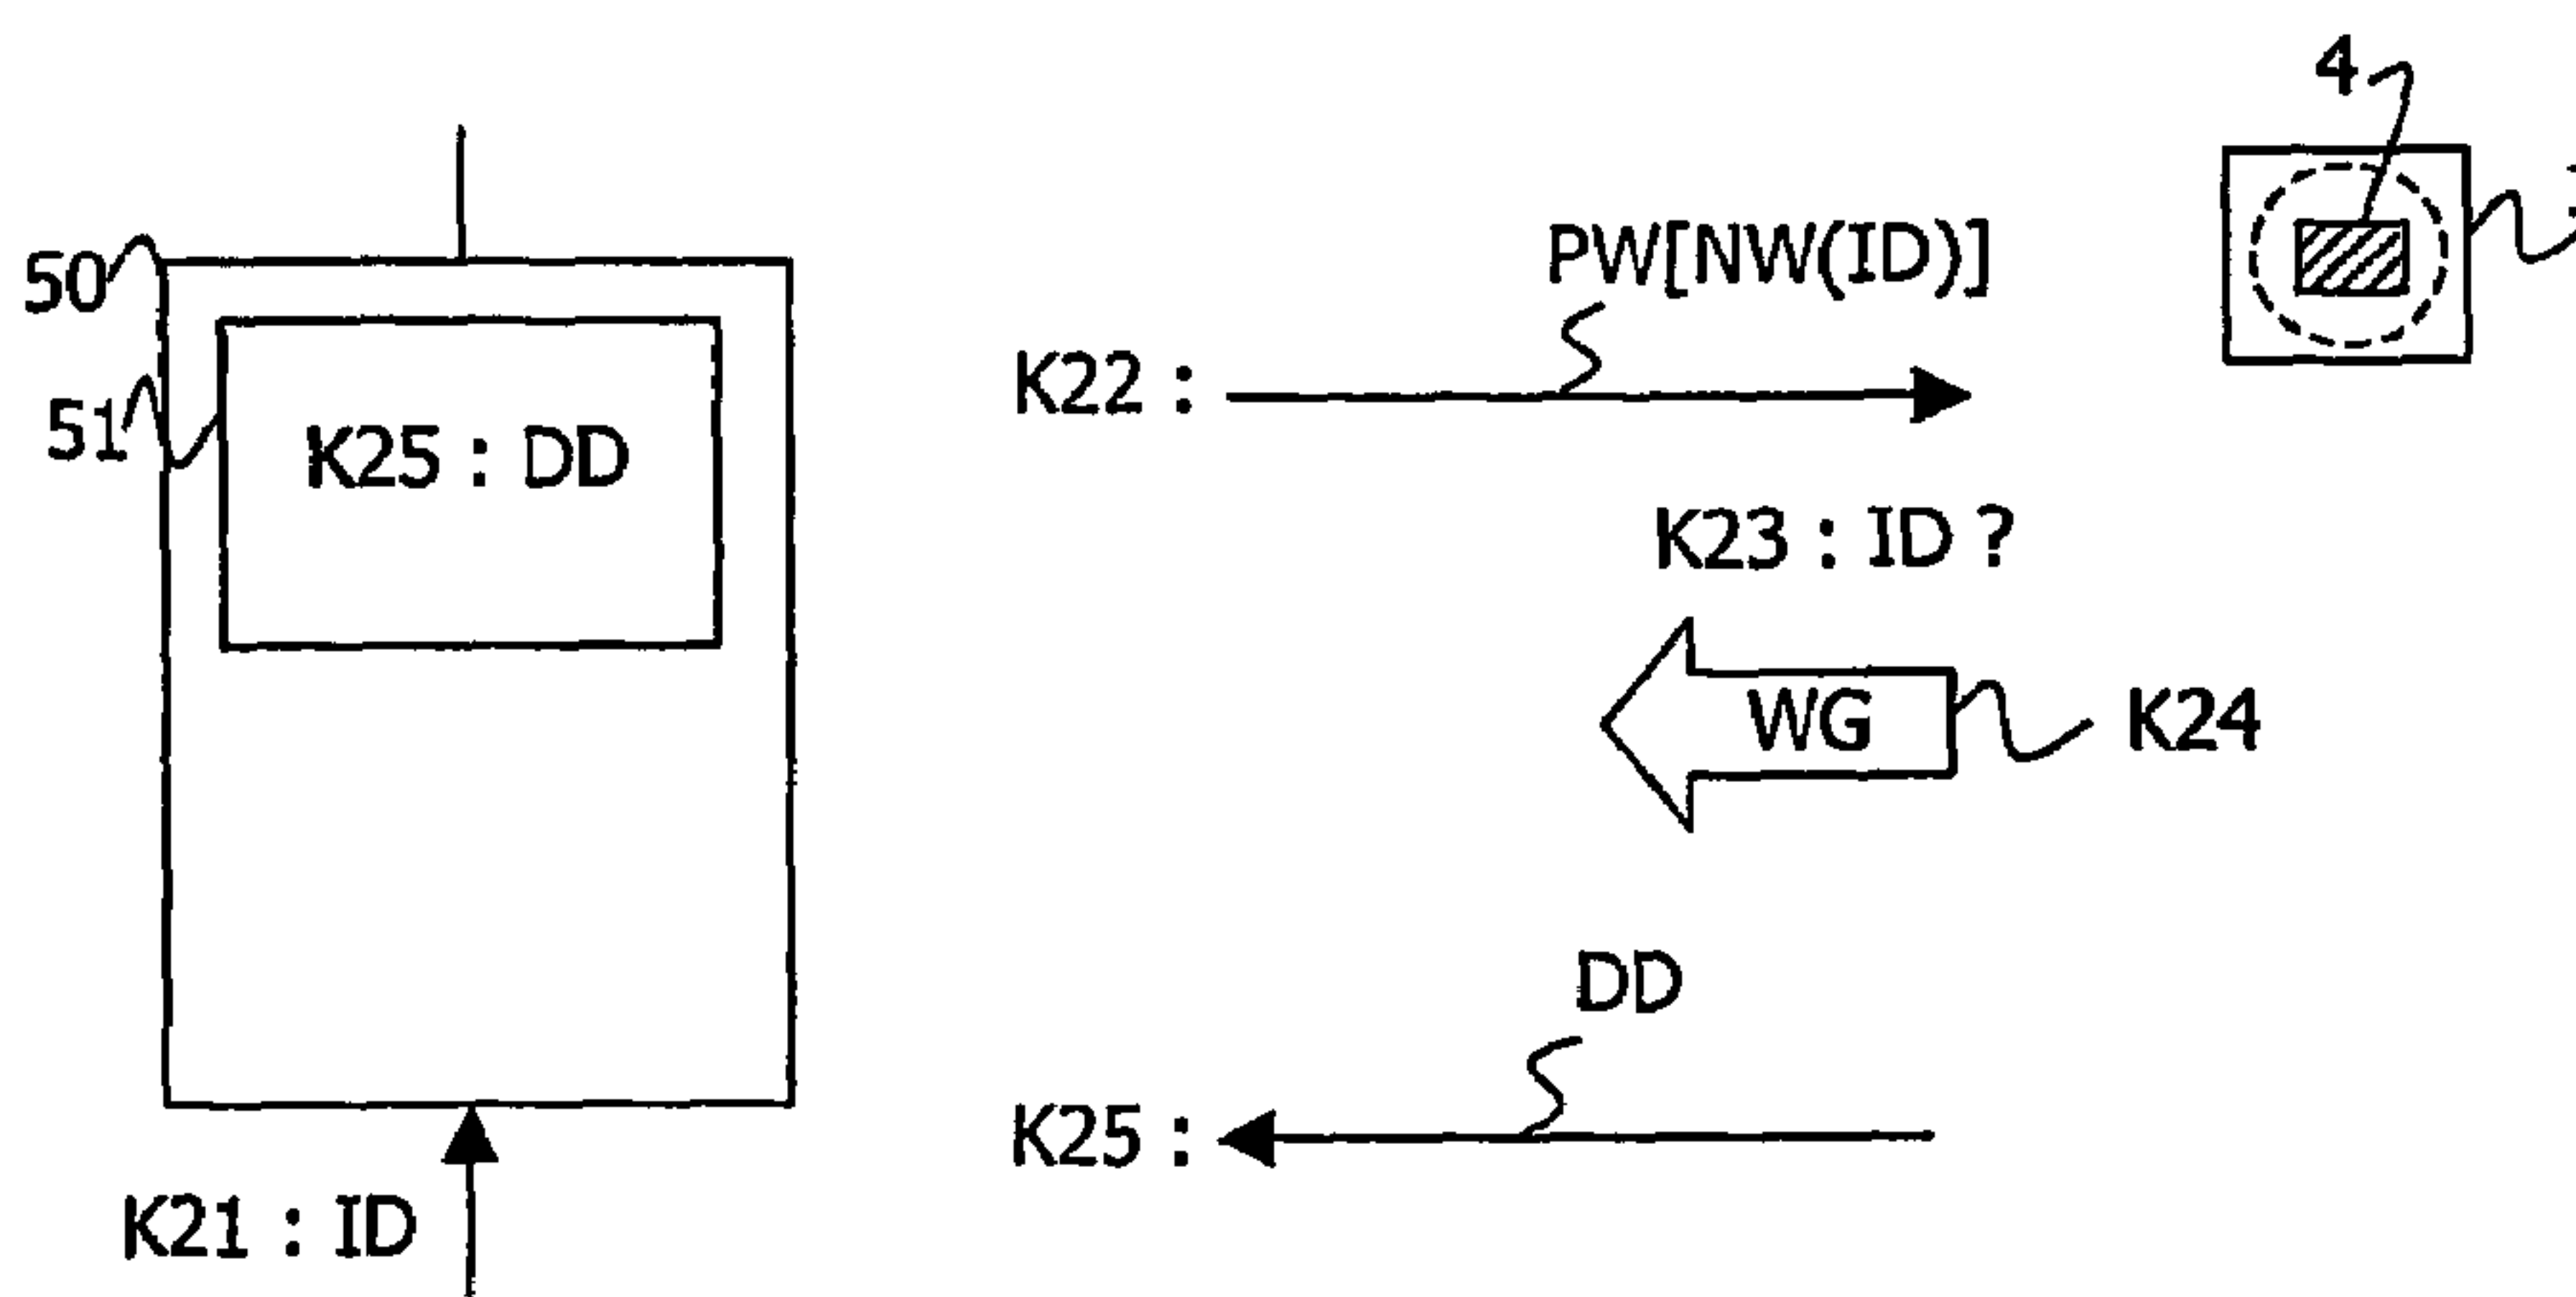 4
50
PW[NW(ID)]
K22 :
51
K25 : DD
K23 : ID ?
WG
K24
DD
K25 :
K21 : ID